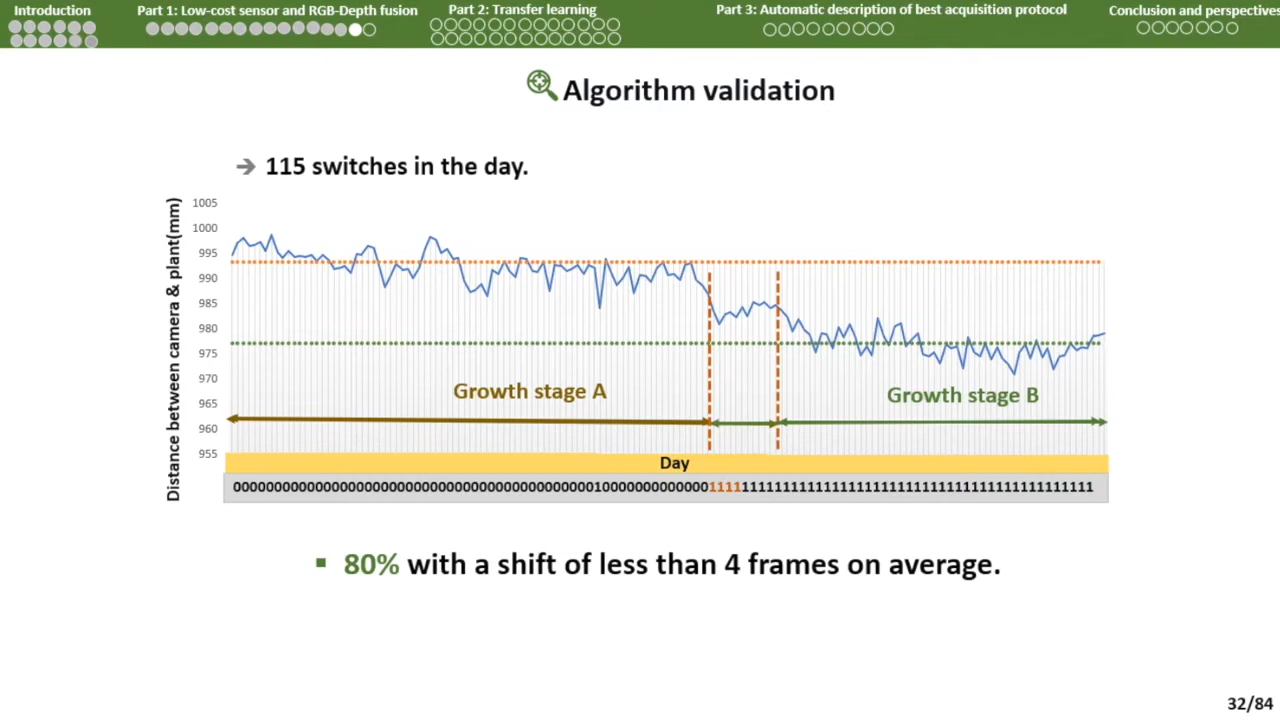 Introduction
Part 1: Low-cost sensor and RGB-Depth fusion
Part 2: Transfer learning
Part 3: Automatic description of best acquisition protocol
Conclusion and perspectives
Algorithm validation
→ 115 switches in the day.
Distance between camera & plant(mm)
1005
1000
995
990
985
980
975
970
965
960
955
Growth stage A
Growth stage B
Day
▪ 80% with a shift of less than 4 frames on average.
32/84